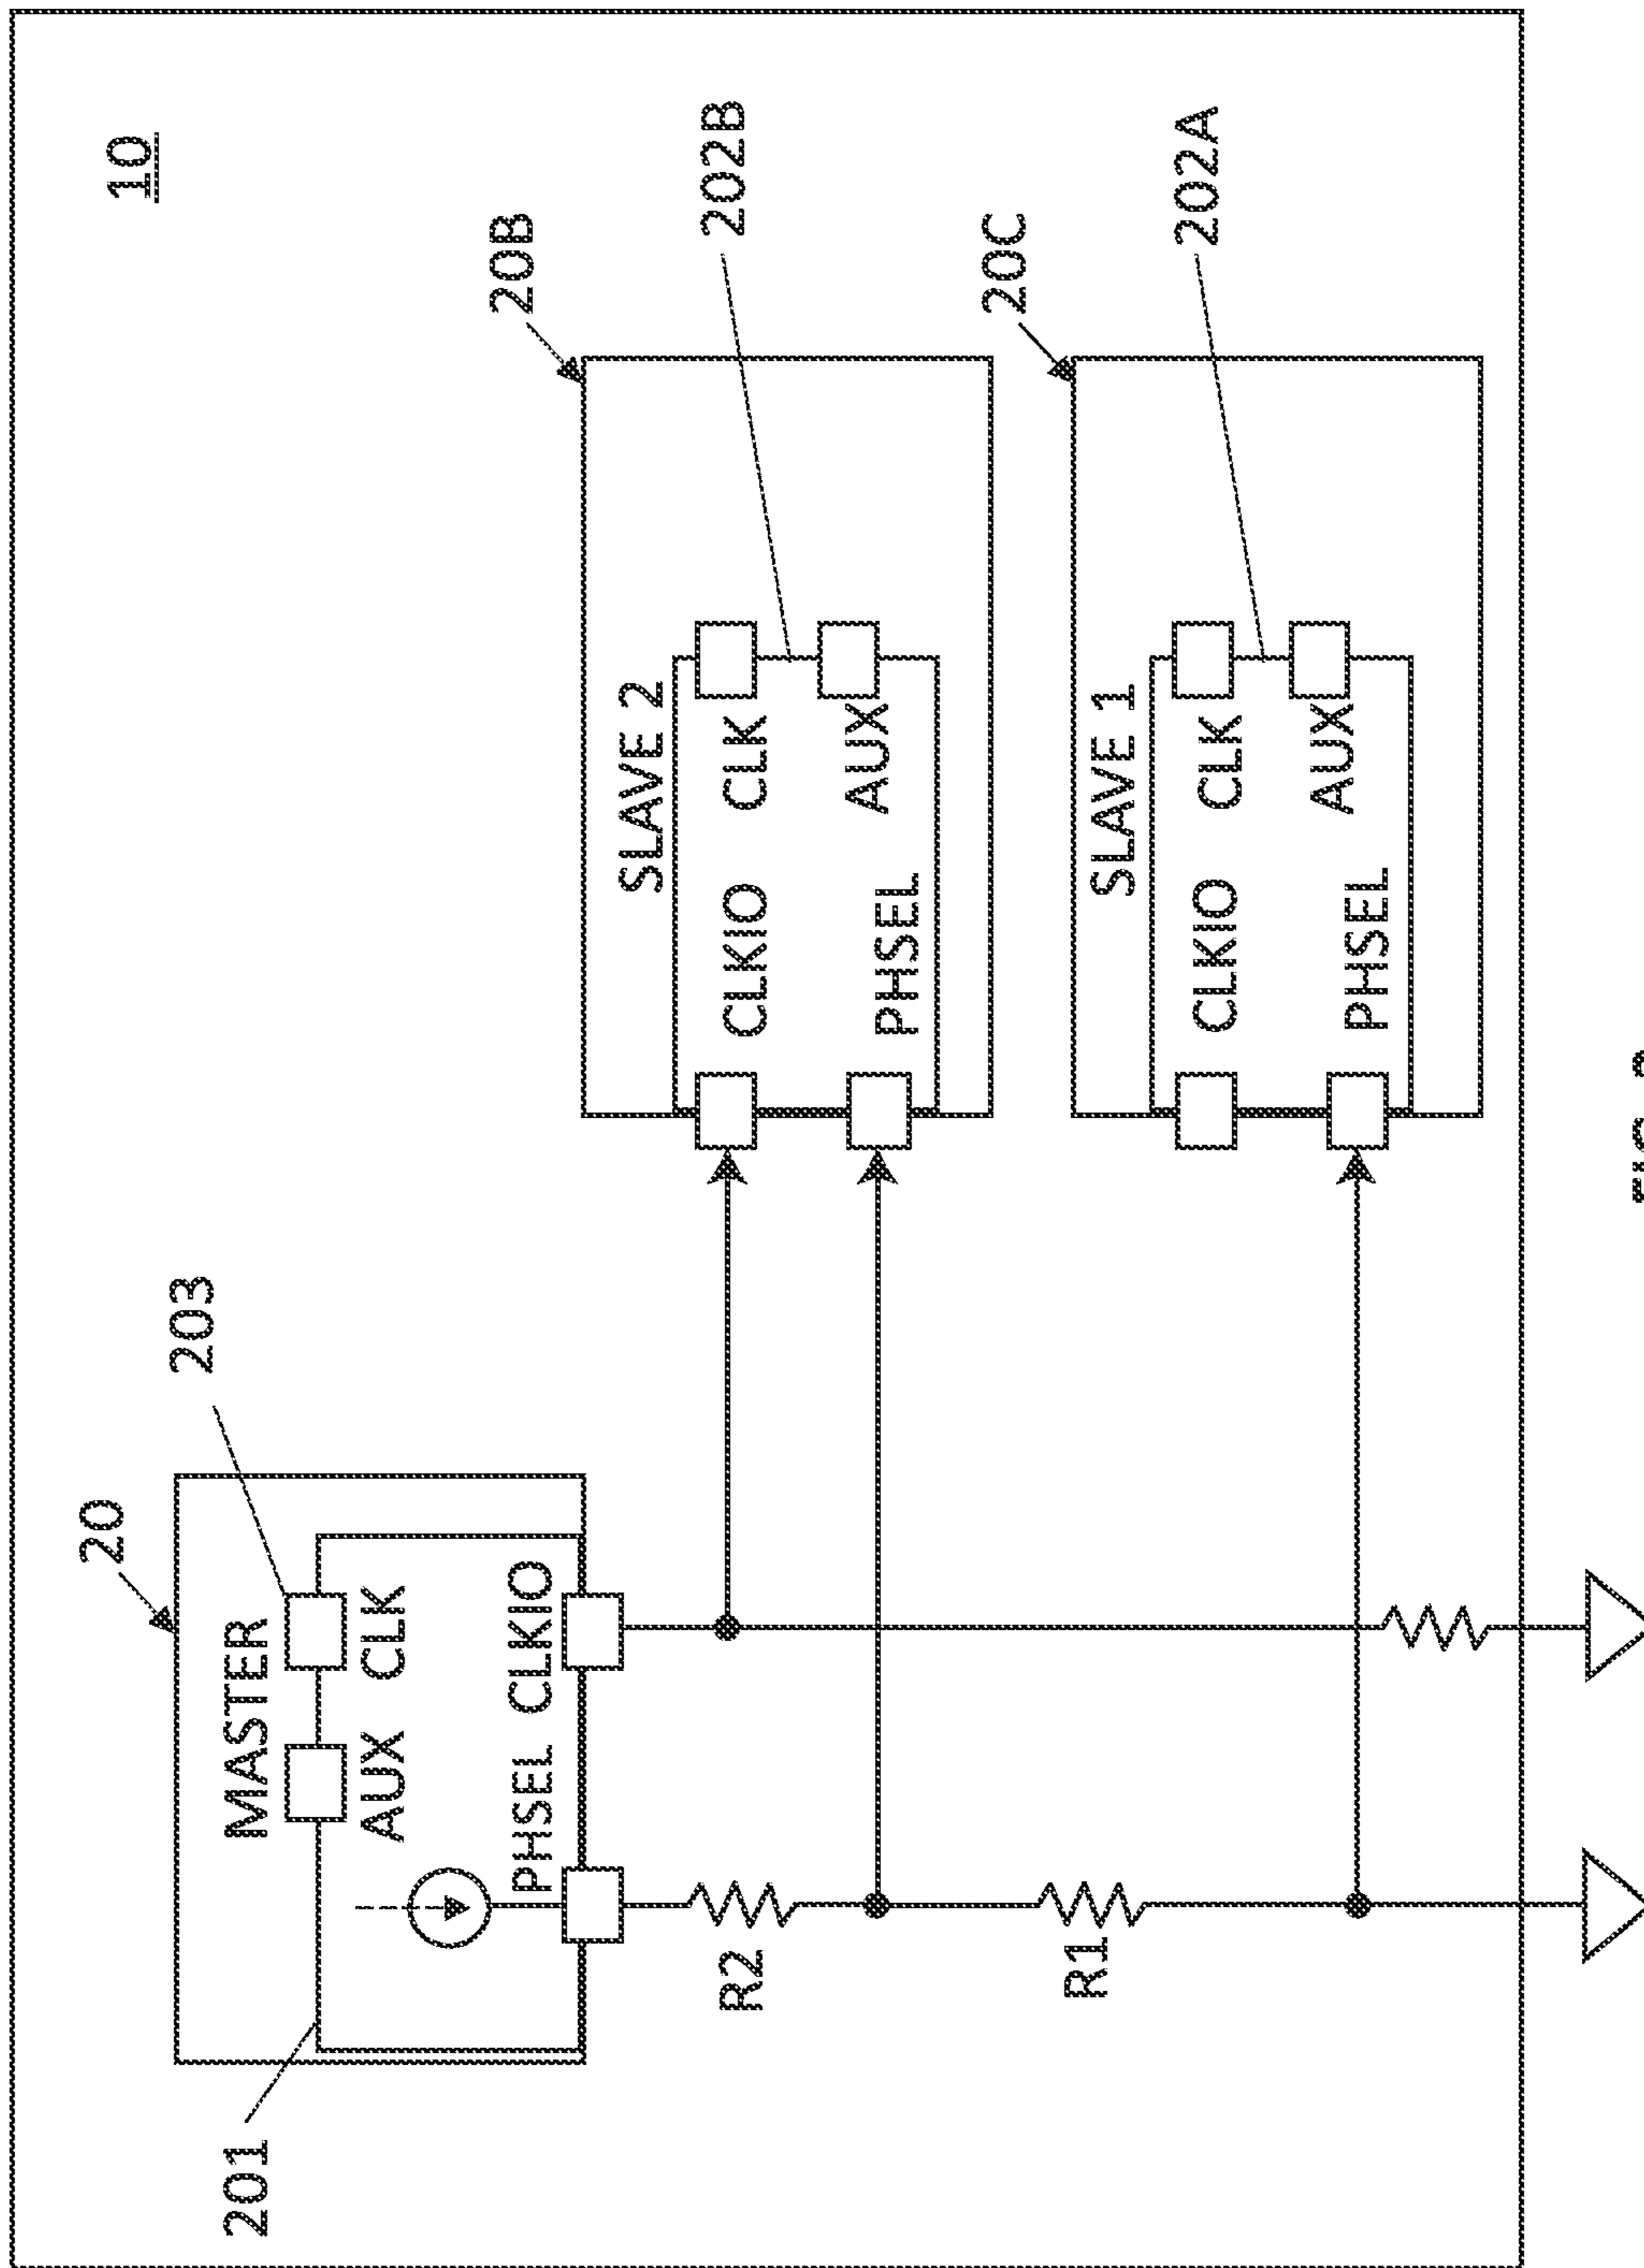 10
20
203
201
MASTER
AUX CLK
PHSEL CLKIO
20B
SLAVE 2
R2
CLKIO CLK
202B
PHSEL AUX
20C
R1
SLAVE 1
CLKIO CLK
202A
PHSEL AUX